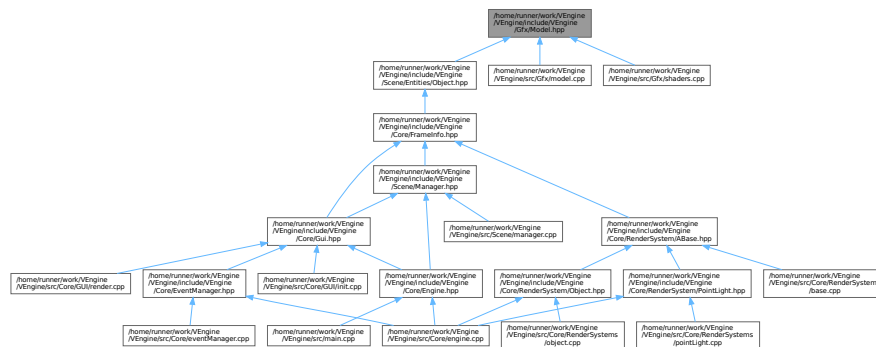 /home/runner/work/VEngine
/VEngine/include/VEngine
/Gfx/Model.hpp
/home/runner/work/VEngine
/VEngine/include/VEngine
/Scene/Entities/Object.hpp
/home/runner/work/VEngine
/VEngine/src/Gfx/model.cpp
/home/runner/work/VEngine
/VEngine/src/Gfx/shaders.cpp
/home/runner/work/VEngine
/VEngine/include/VEngine
/Core/FrameInfo.hpp
/home/runner/work/VEngine
/VEngine/include/VEngine
/Scene/Manager.hpp
/home/runner/work/VEngine
/VEngine/include/VEngine
/Core/Gui.hpp
/home/runner/work/VEngine
/VEngine/src/Scene/manager.cpp
/home/runner/work/VEngine
/VEngine/include/VEngine
/Core/RenderSystem/ABase.hpp
/home/runner/work/VEngine
/VEngine/src/Core/GUI/render.cpp
/home/runner/work/VEngine
/VEngine/include/VEngine
/Core/EventManager.hpp
/home/runner/work/VEngine
/VEngine/src/Core/GUI/init.cpp
/home/runner/work/VEngine
/VEngine/include/VEngine
/Core/Engine.hpp
/home/runner/work/VEngine
/VEngine/include/VEngine
/Core/RenderSystem/Object.hpp
/home/runner/work/VEngine
/VEngine/include/VEngine
/Core/RenderSystem/PointLight.hpp
/home/runner/work/VEngine
/VEngine/src/Core/RenderSystems
/base.cpp
/home/runner/work/VEngine
/VEngine/src/Core/eventManager.cpp
/home/runner/work/VEngine
/VEngine/src/main.cpp
/home/runner/work/VEngine
/VEngine/src/Core/engine.cpp
/home/runner/work/VEngine
/VEngine/src/Core/RenderSystems
/object.cpp
/home/runner/work/VEngine
/VEngine/src/Core/RenderSystems
/pointLight.cpp